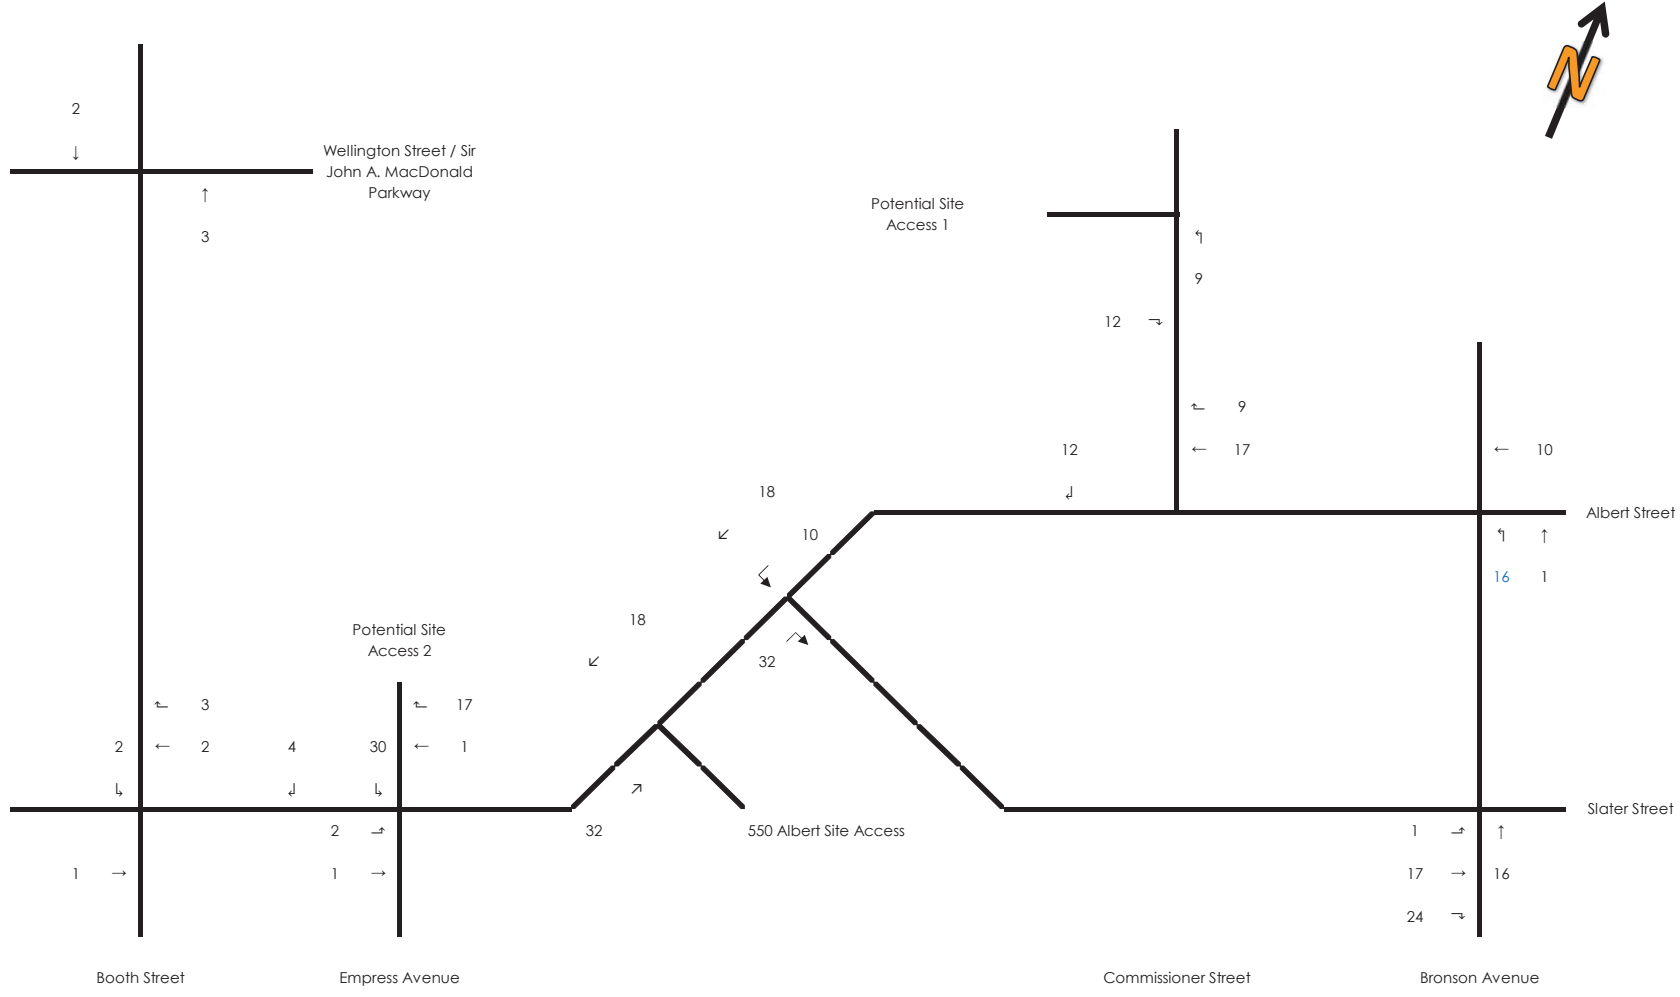 N
2
↓
Wellington Street / Sir
John A. MacDonald
Parkway
↑
3
Potential Site
Access 1
↰
9
12 ⬎
9
12
← 17
← 10
18
↲
Albert Street
↙
10
↰ ↑
16 1
18
Potential Site
Access 2
↙
32
3
17
2 ← 2
4
30 ← 1
↳
↲
↳
↗
Slater Street
2
32
550 Albert Site Access
1
↑
1 →
1 →
17 → 16
24
Booth Street
Empress Avenue
Commissioner Street
Bronson Avenue